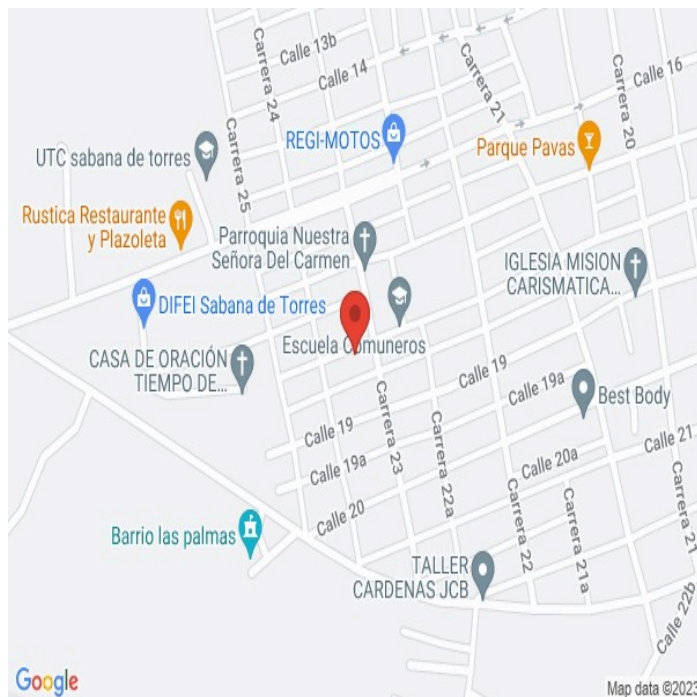 Calle 13b
Calle 14
Carrera 24
Carrera 25
Carrera 21
Carrera 20
Calle 16
UTC sabana de torres
REGI-MOTOS
Parque Pavas
Rustica Restaurante
y Plazoleta
Parroquia Nuestra
Señora Del Carmen
IGLESIA MISION
CARISMATICA...
DIFEI Sabana de Torres
Escuela Comuneros
CASA DE ORACIÓN
TIEMPO DE...
Calle 19
Calle 19a
Best Body
Calle 19
Calle 19a
Carrera 23
Carrera 22a
Calle 20a
Calle 21
Calle 20
Carrera 22
Carrera 21a
Carrera 21
Barrio las palmas
TALLER
CARDENAS JCB
Calle 22b
Google
Map data ©2023